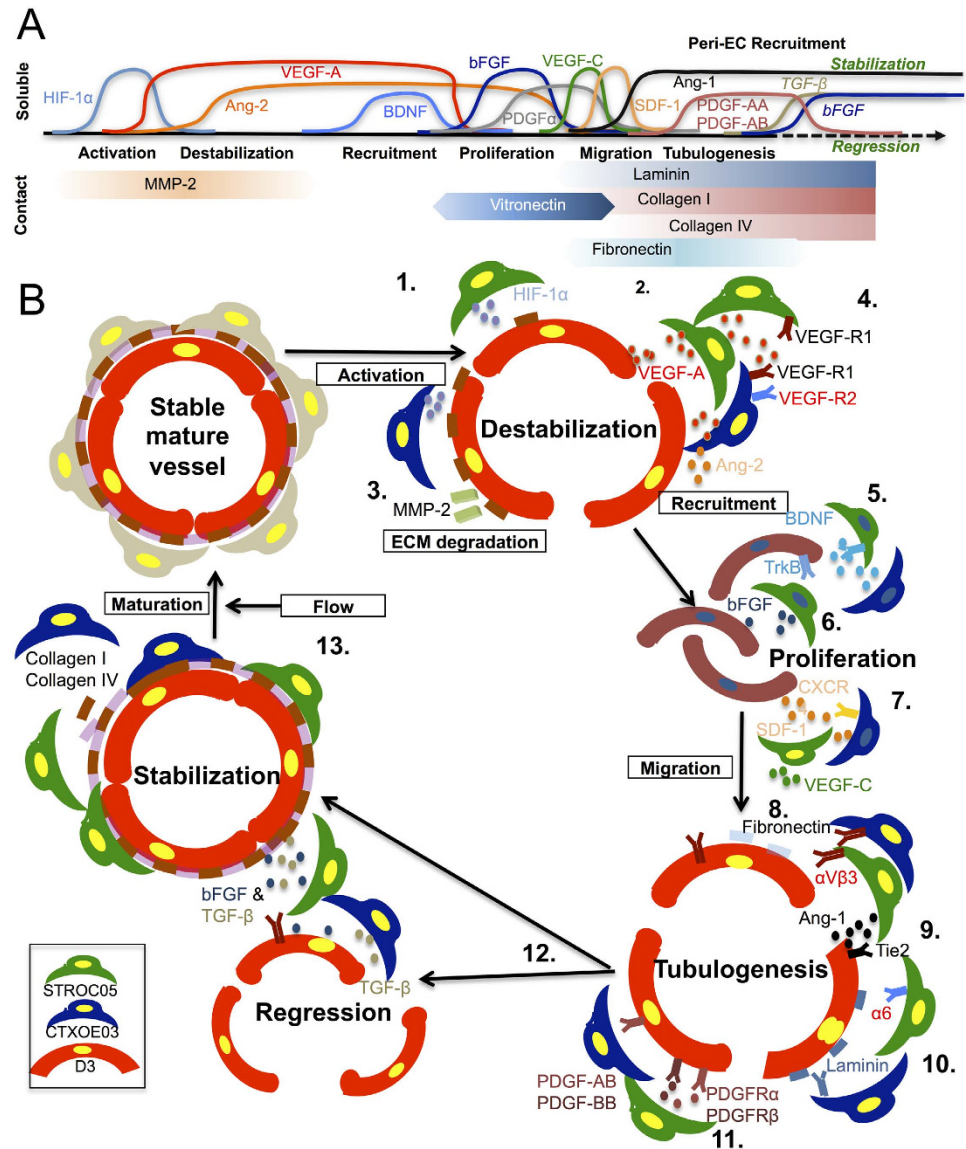 A
Soluble
Peri-EC Recruitment
HIF-1α
VEGF-A
Ang-2
BDNF
bFGF
PDGFα
VEGF-C
SDF-1
Ang-1
PDGF-AA
PDGF-AB
TGF-β
bFGF
Stabilization
Regression
Activation
Destabilization
Recruitment
Proliferation
Migration
Tubulogenesis
Contact
MMP-2
Vitronectin
Laminin
Collagen I
Collagen IV
Fibronectin
B
Stable
mature
vessel
Activation
1.
HIF-1α
2.
VEGF-A
4.
VEGF-R1
VEGF-R1
VEGF-R2
Destabilization
Ang-2
3.
MMP-2
ECM degradation
Recruitment
5.
BDNF
TrkB
bFGF
6.
Proliferation
CXCR
4
SDF-1
7.
VEGF-C
Migration
8.
Fibronectin
αVβ3
Ang-1
9.
Tie2
Tubulogenesis
α6
Laminin
10.
PDGF-AB
PDGF-BB
PDGFRα
PDGFRβ
11.
12.
Maturation
Flow
13.
Collagen I
Collagen IV
Stabilization
bFGF &
TGF-β
TGF-β
Regression
STROC05
CTXOE03
D3